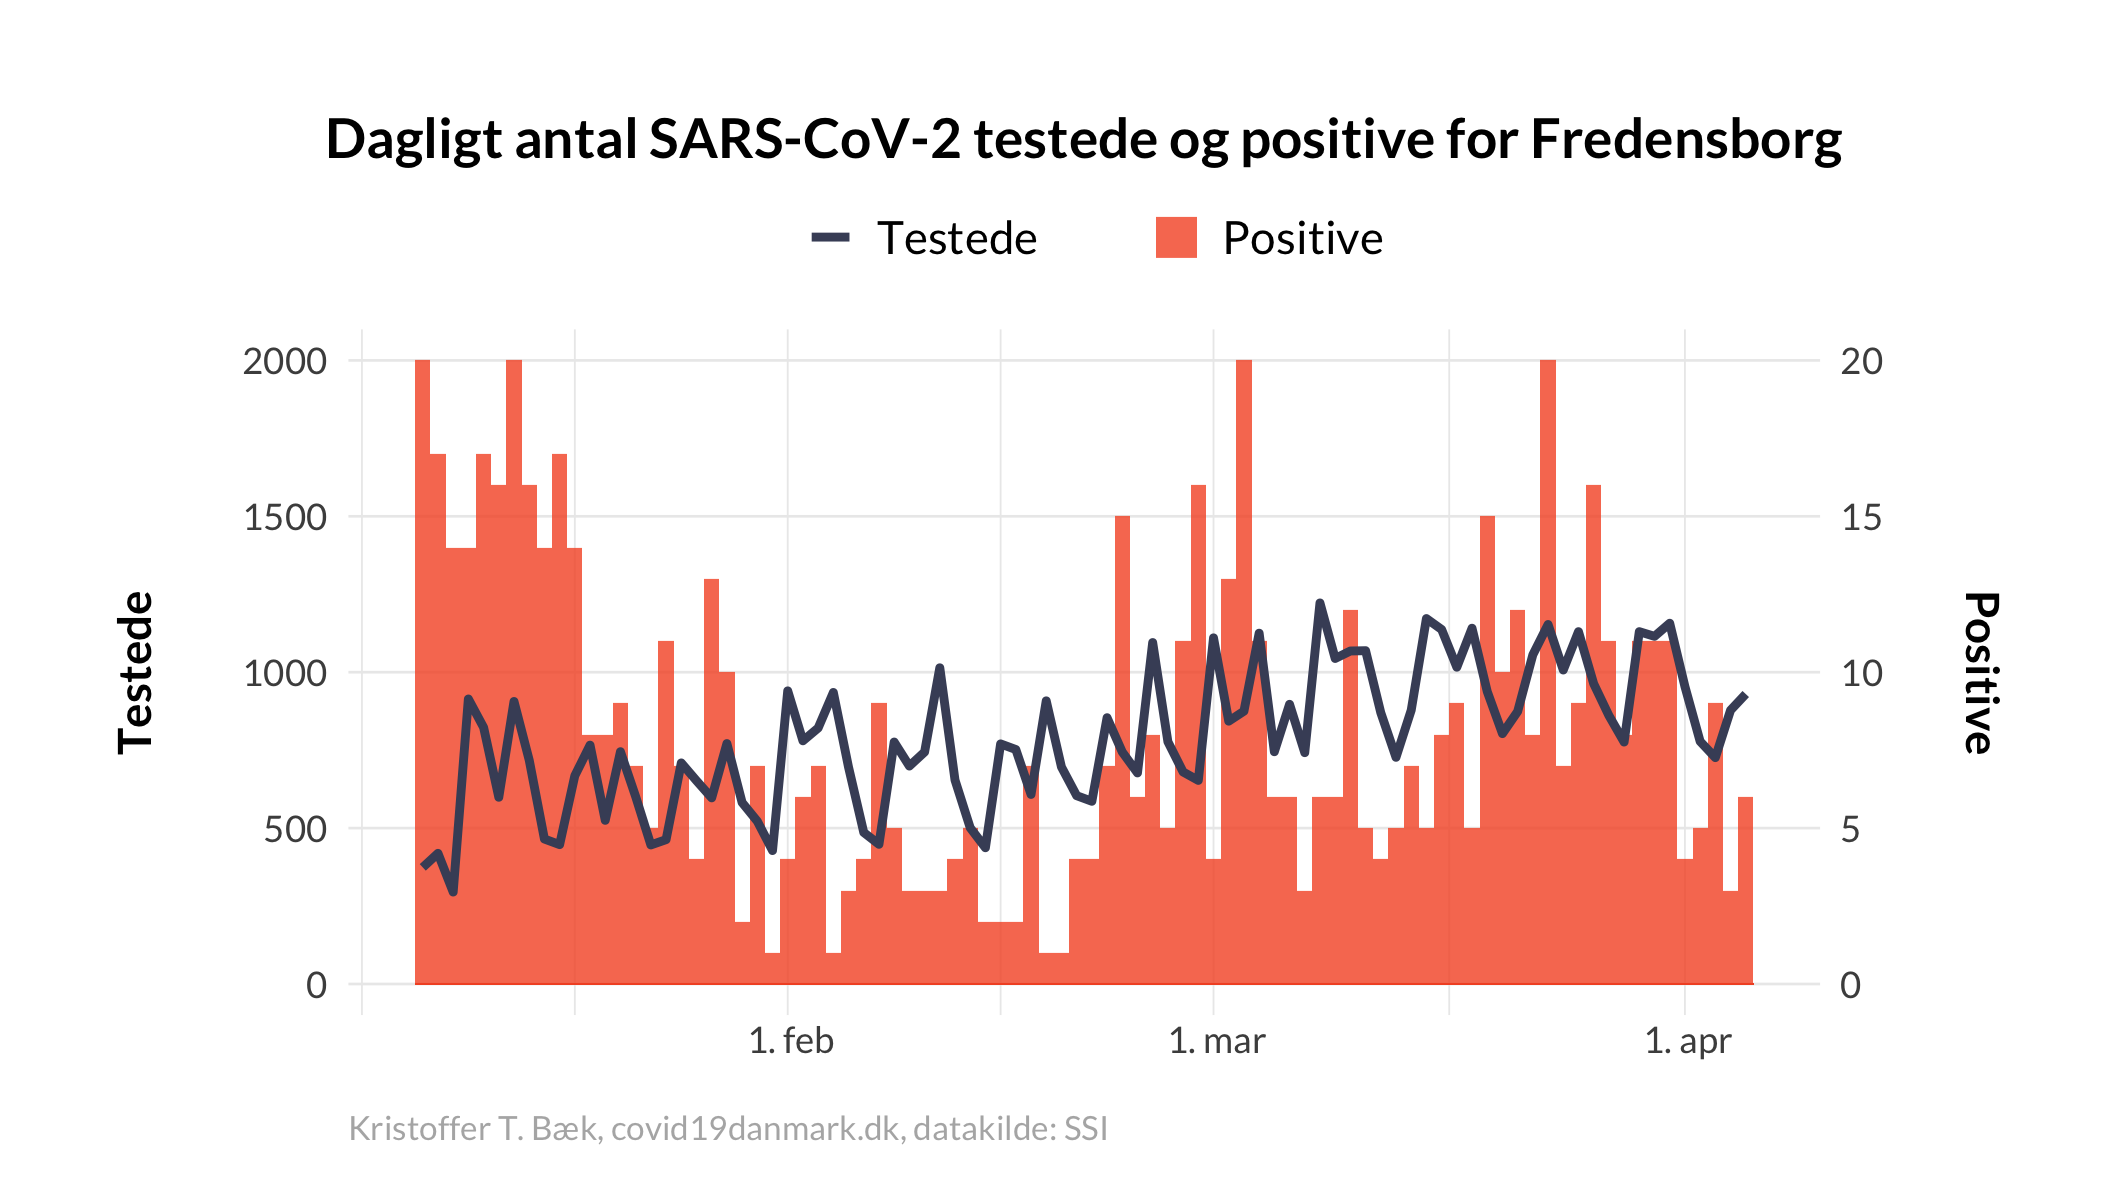 Dagligt antal SARS-CoV-2 testede og positive for Fredensborg
Testede Positive
2000 20
1500 15
1000 10
500 5
0 0
Testede
Positive
1. feb 1. mar 1. apr
Kristoffer T. Bæk, covid19danmark.dk, datakilde: SSI